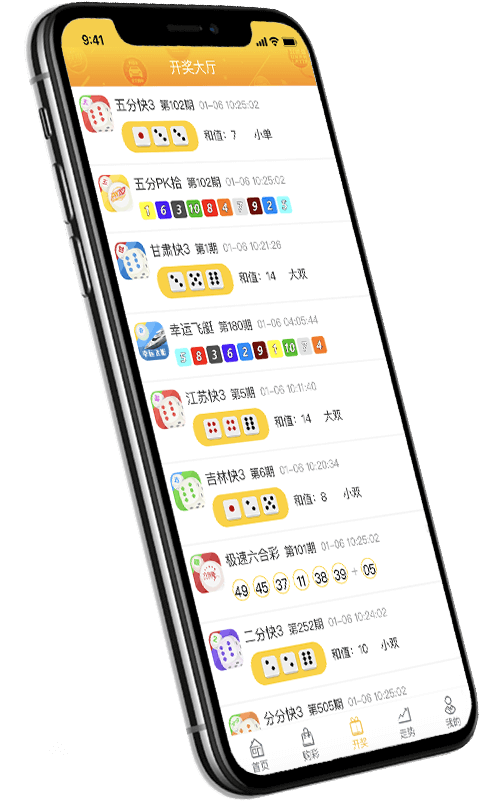 9:41
开奖大厅
五分快3 第102期 01-06 10:25:02
和值：7 小单
五分PK拾 第102期 01-06 10:25:02
1 6 3 10 8 4 7 9 2 5
甘肃快3 第1期 01-06 10:21:26
和值：14 大双
幸运飞艇 第180期 01-06 04:05:44
5 8 3 6 2 9 1 10 7 4
江苏快3 第5期 01-06 10:11:40
和值：14 大双
吉林快3 第6期 01-06 10:20:34
和值：8 小双
极速六合彩 第101期 01-06 10:25:02
49 45 37 11 38 39 + 05
二分快3 第252期 01-06 10:24:02
和值：10 小双
分分快3 第505期 01-06 10:25:02
首页 购彩 开奖 走势 我的